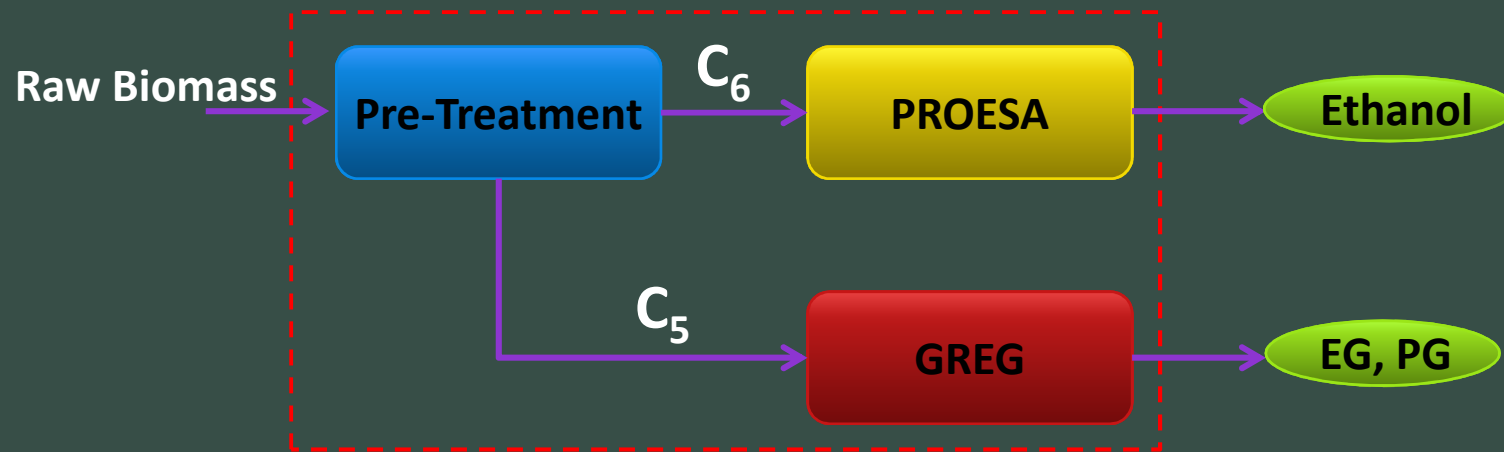 Raw Biomass
Pre-Treatment
C₆
PROESA
Ethanol
C₅
GREG
EG, PG